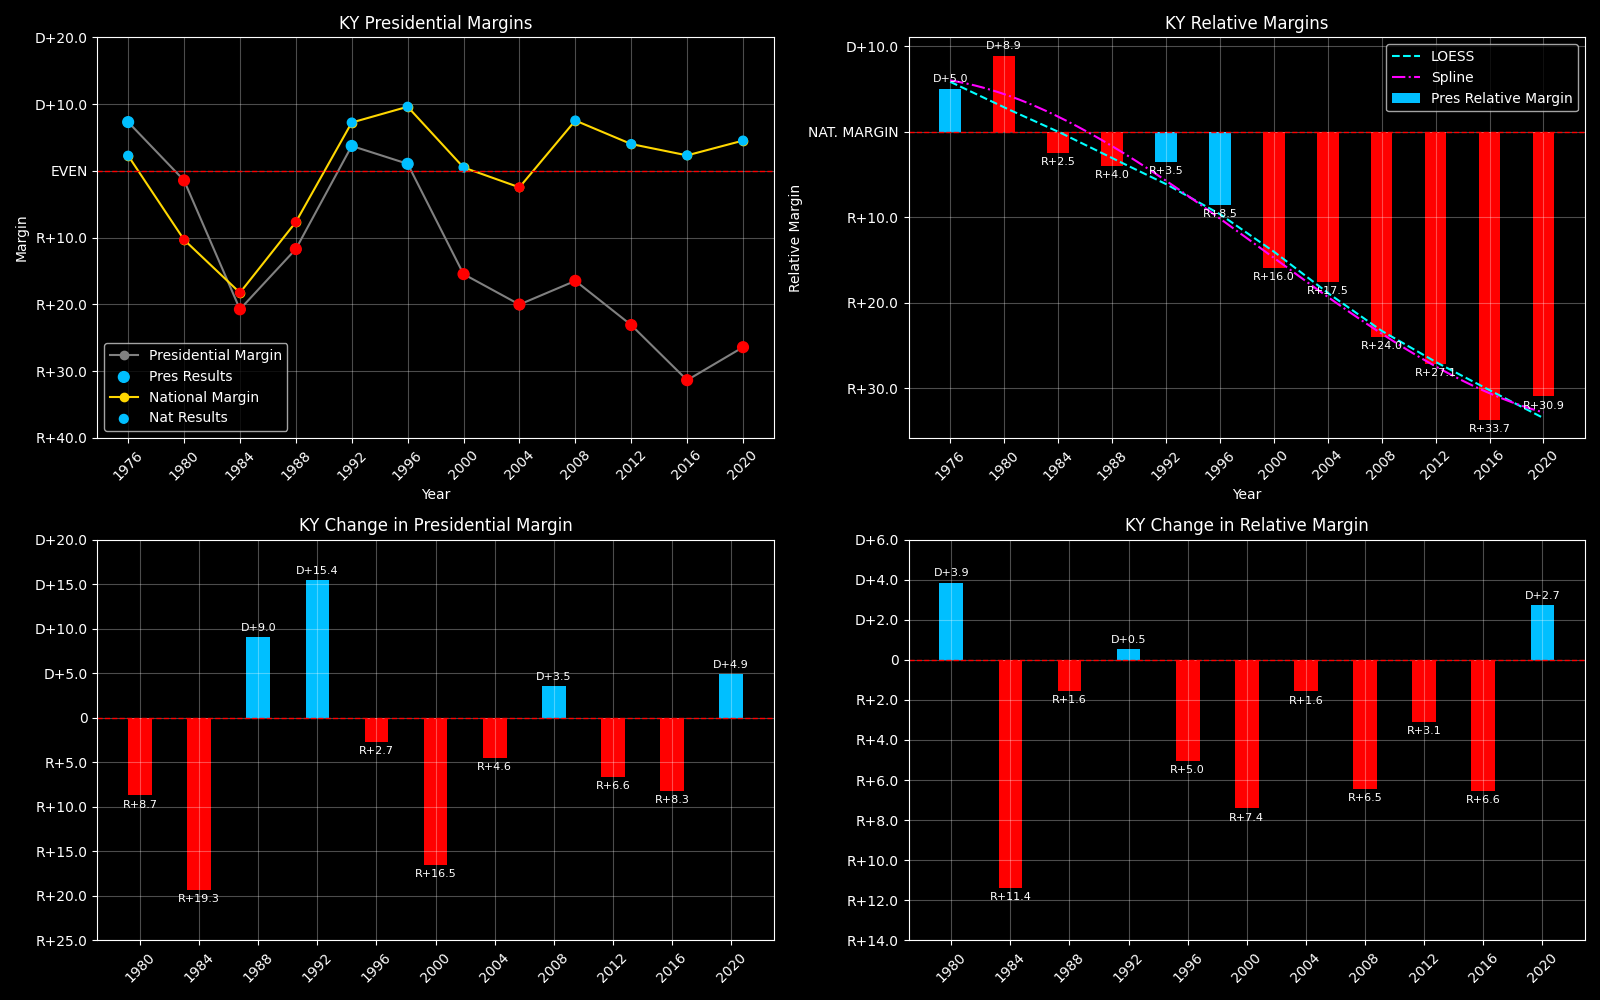 KY Presidential Margins
D+20.0
D+10.0
EVEN
R+10.0
R+20.0
R+30.0
R+40.0
Margin
Presidential Margin
Pres Results
National Margin
Nat Results
1976 1980 1984 1988 1992 1996 2000 2004 2008 2012 2016 2020
Year
KY Relative Margins
D+10.0
NAT. MARGIN
R+10.0
R+20.0
R+30.0
Relative Margin
LOESS
Spline
Pres Relative Margin
D+5.0
D+8.9
R+2.5
R+4.0
R+3.5
R+8.5
R+16.0
R+17.5
R+24.0
R+27.1
R+33.7
R+30.9
1976 1980 1984 1988 1992 1996 2000 2004 2008 2012 2016 2020
Year
KY Change in Presidential Margin
D+20.0
D+15.0
D+10.0
D+5.0
0
R+5.0
R+10.0
R+15.0
R+20.0
R+25.0
R+8.7
R+19.3
D+9.0
D+15.4
R+2.7
R+16.5
R+4.6
D+3.5
R+6.6
R+8.3
D+4.9
1980 1984 1988 1992 1996 2000 2004 2008 2012 2016 2020
KY Change in Relative Margin
D+6.0
D+4.0
D+2.0
0
R+2.0
R+4.0
R+6.0
R+8.0
R+10.0
R+12.0
R+14.0
D+3.9
R+11.4
R+1.6
D+0.5
R+5.0
R+7.4
R+1.6
R+6.5
R+3.1
R+6.6
D+2.7
1980 1984 1988 1992 1996 2000 2004 2008 2012 2016 2020